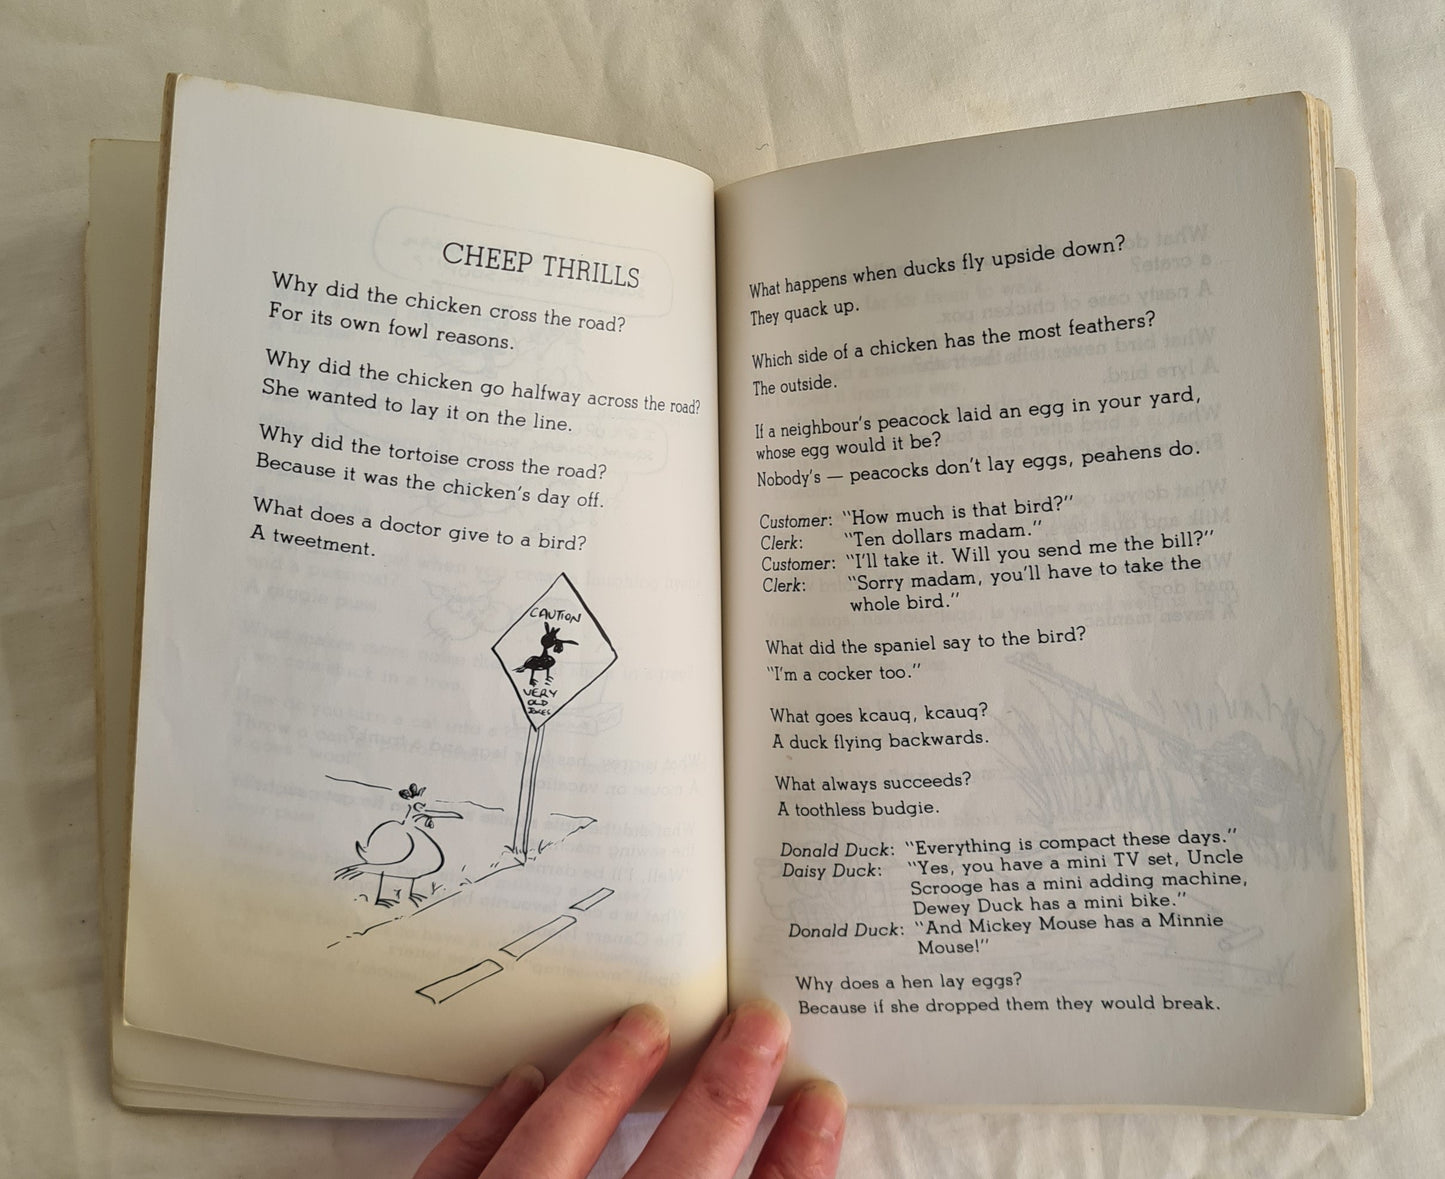 CHEEP THRILLS
Why did the chicken cross the road?
For its own fowl reasons.
Why did the chicken go halfway across the road?
She wanted to lay it on the line.
Why did the tortoise cross the road?
Because it was the chicken's day off.
What does a doctor give to a bird?
A tweetment.
CAUTION
VERY
OLD
JOKES
What happens when ducks fly upside down?
They quack up.
Which side of a chicken has the most feathers?
The outside.
If a neighbour's peacock laid an egg in your yard,
whose egg would it be?
Nobody's — peacocks don't lay eggs, peahens do.
Customer: "How much is that bird?"
Clerk: "Ten dollars madam."
Customer: "I'll take it. Will you send me the bill?"
Clerk: "Sorry madam, you'll have to take the
whole bird."
What did the spaniel say to the bird?
"I'm a cocker too."
What goes kcauq, kcauq?
A duck flying backwards.
What always succeeds?
A toothless budgie.
Donald Duck: "Everything is compact these days."
Daisy Duck: "Yes, you have a mini TV set, Uncle
Scrooge has a mini adding machine,
Dewey Duck has a mini bike."
Donald Duck: "And Mickey Mouse has a Minnie
Mouse!"
Why does a hen lay eggs?
Because if she dropped them they would break.